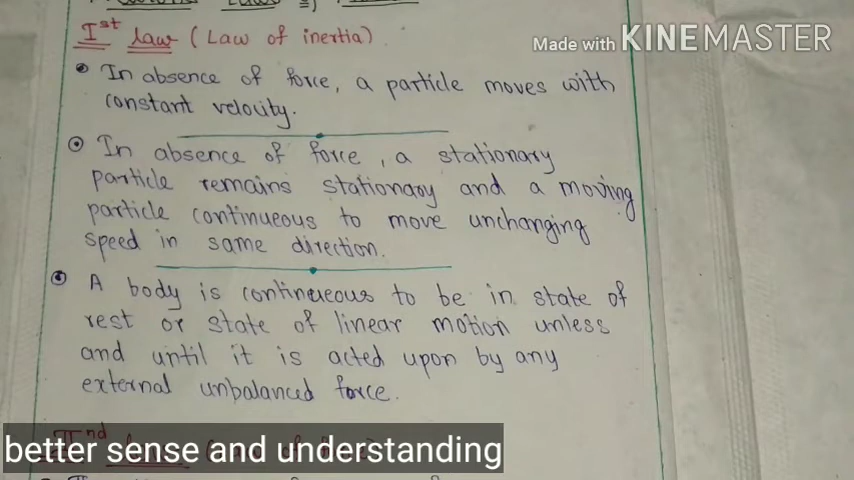 Ist law (Law of inertia)
Made with KINEMASTER
In absence of force, a particle moves with
constant velocity.
In absence of force, a stationary
particle remains stationary and a moving
particle continueous to move unchanging
speed in same direction.
A body is continueous to be in state of
rest or state of linear motion unless
and until it is acted upon by any
external unbalanced force.
IInd
better sense and understanding